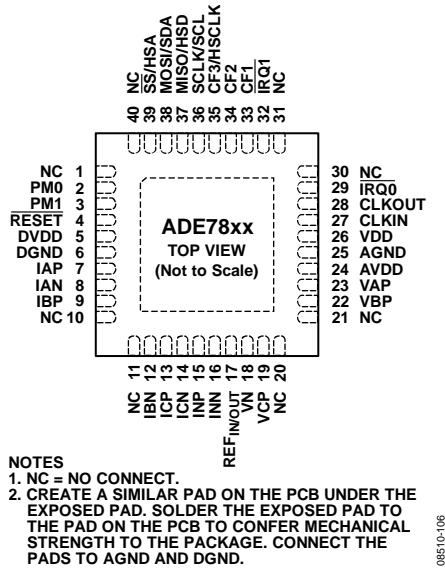 40 NC
39 SS/HSA
38 MOSI/SDA
37 MISO/HSD
36 SCLK/SCL
35 CF3/HSCLK
34 CF2
33 CF1
32 IRQ1
31 NC
NC 1
PM0 2
PM1 3
RESET 4
DVDD 5
DGND 6
IAP 7
IAN 8
IBP 9
NC 10
ADE78xx
TOP VIEW
(Not to Scale)
30 NC
29 IRQ0
28 CLKOUT
27 CLKIN
26 VDD
25 AGND
24 AVDD
23 VAP
22 VBP
21 NC
NC 11
IBN 12
ICP 13
ICN 14
INP 15
INN 16
REFIN/OUT 17
VN 18
VCP 19
NC 20
NOTES
1. NC = NO CONNECT.
2. CREATE A SIMILAR PAD ON THE PCB UNDER THE
EXPOSED PAD. SOLDER THE EXPOSED PAD TO
THE PAD ON THE PCB TO CONFER MECHANICAL
STRENGTH TO THE PACKAGE. CONNECT THE
PADS TO AGND AND DGND.
08510-106